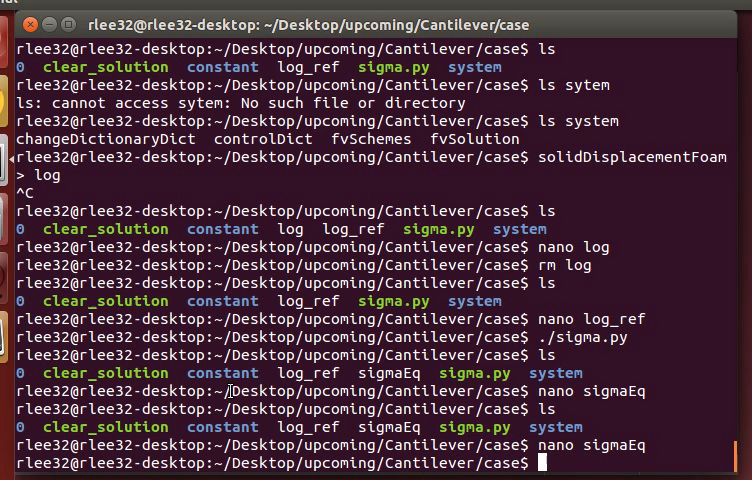 rlee32@rlee32-desktop: ~/Desktop/upcoming/Cantilever/case
rlee32@rlee32-desktop:~/Desktop/upcoming/Cantilever/case$ ls
0 clear_solution constant log_ref sigma.py system
rlee32@rlee32-desktop:~/Desktop/upcoming/Cantilever/case$ ls sytem
ls: cannot access sytem: No such file or directory
rlee32@rlee32-desktop:~/Desktop/upcoming/Cantilever/case$ ls system
changeDictionaryDict controlDict fvSchemes fvSolution
rlee32@rlee32-desktop:~/Desktop/upcoming/Cantilever/case$ solidDisplacementFoam
> log
^C
rlee32@rlee32-desktop:~/Desktop/upcoming/Cantilever/case$ ls
0 clear_solution constant log log_ref sigma.py system
rlee32@rlee32-desktop:~/Desktop/upcoming/Cantilever/case$ nano log
rlee32@rlee32-desktop:~/Desktop/upcoming/Cantilever/case$ rm log
rlee32@rlee32-desktop:~/Desktop/upcoming/Cantilever/case$ ls
0 clear_solution constant log_ref sigma.py system
rlee32@rlee32-desktop:~/Desktop/upcoming/Cantilever/case$ nano log_ref
rlee32@rlee32-desktop:~/Desktop/upcoming/Cantilever/case$ ./sigma.py
rlee32@rlee32-desktop:~/Desktop/upcoming/Cantilever/case$ ls
0 clear_solution constant log_ref sigmaEq sigma.py system
rlee32@rlee32-desktop:~/Desktop/upcoming/Cantilever/case$ nano sigmaEq
rlee32@rlee32-desktop:~/Desktop/upcoming/Cantilever/case$ ls
0 clear_solution constant log_ref sigmaEq sigma.py system
rlee32@rlee32-desktop:~/Desktop/upcoming/Cantilever/case$ nano sigmaEq
rlee32@rlee32-desktop:~/Desktop/upcoming/Cantilever/case$